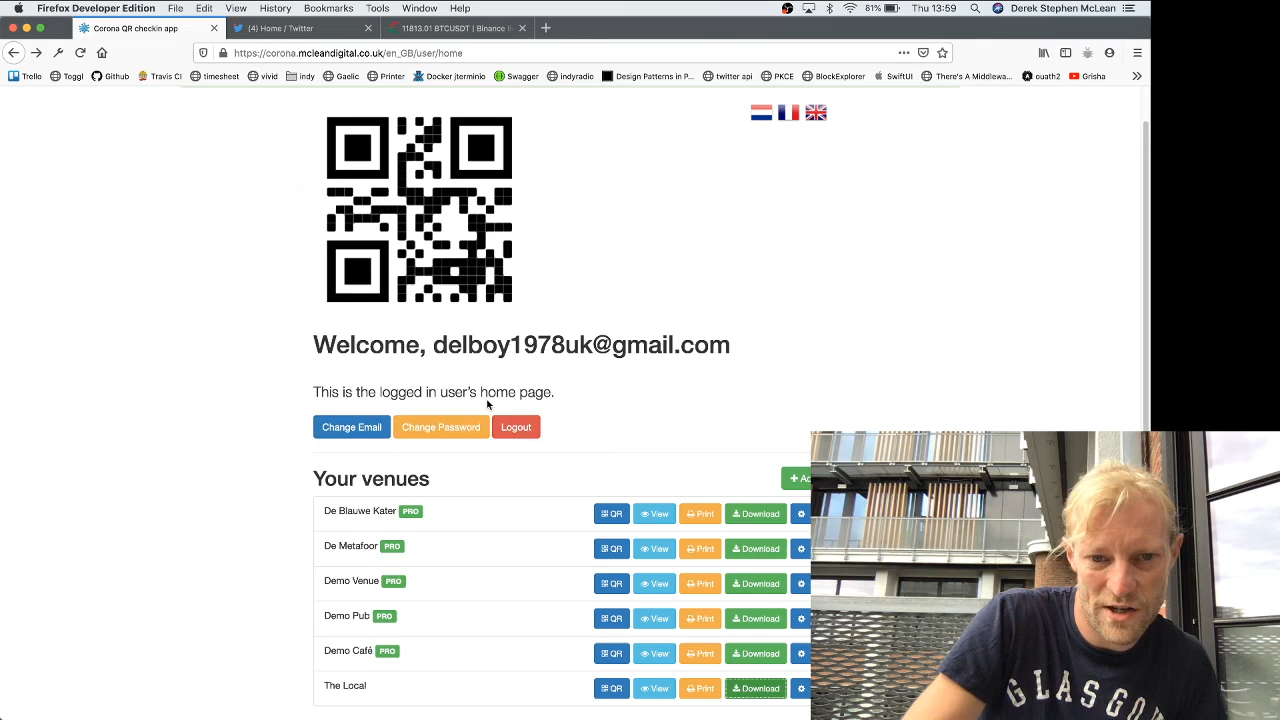 Firefox Developer Edition File Edit View History Bookmarks Tools Window Help 81% Thu 13:59 Derek Stephen McLean
Corona QR checkin app (4) Home / Twitter 11813.01 BTCUSDT | Binance
https://corona.mcleandigital.co.uk/en_GB/user/home
Trello Toggl Github Travis CI timesheet vivid indy Gaelic Printer Docker jterminio Swagger indyradio Design Patterns in P... twitter api PKCE BlockExplorer SwiftUI There's A Middlewa... ouath2 Grisha
Welcome, delboy1978uk@gmail.com
This is the logged in user's home page.
Change Email Change Password Logout
Your venues
De Blauwe Kater PRO QR View Print Download
De Metafoor PRO QR View Print Download
Demo Venue PRO QR View Print Download
Demo Pub PRO QR View Print Download
Demo Café PRO QR View Print Download
The Local QR View Print Download
GLASGOW